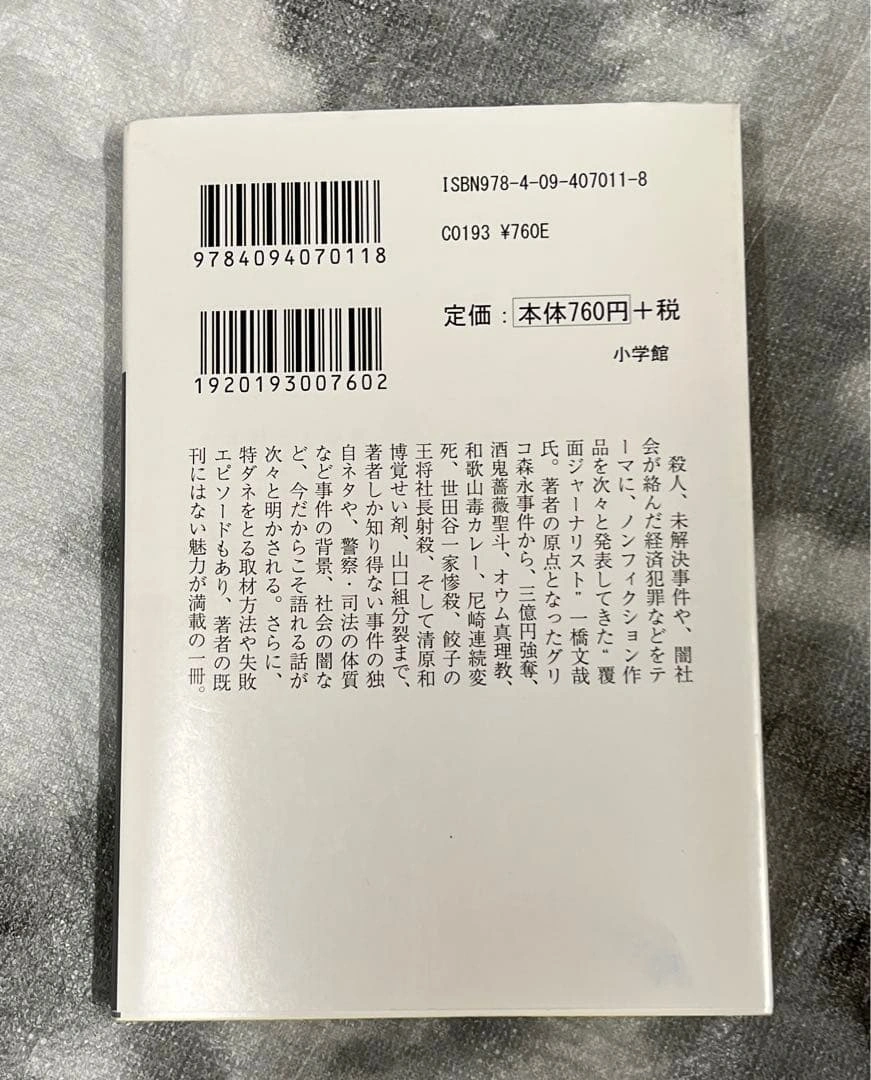 ISBN978-4-09-407011-8
C0193 ¥760E
9784094070118
定価：本体760円＋税
小学館
1920193007602
殺人、未解決事件や、闇社
会が絡んだ経済犯罪などをテ
ーマに、ノンフィクション作
品を次々と発表してきた“覆
面ジャーナリスト”一橋文哉
氏。著者の原点となったグリ
コ森永事件から、三億円強奪、
酒鬼薔薇聖斗、オウム真理教、
和歌山毒カレー、尼崎連続変
死、世田谷一家惨殺、餃子の
王将社長射殺、そして清原和
博覚せい剤、山口組分裂まで、
著者しか知り得ない事件の独
自ネタや、警察・司法の体質
など事件の背景、社会の闇な
ど、今だからこそ語れる話が
次々と明かされる。さらに、
特ダネをとる取材方法や失敗
エピソードもあり、著者の既
刊にはない魅力が満載の一冊。